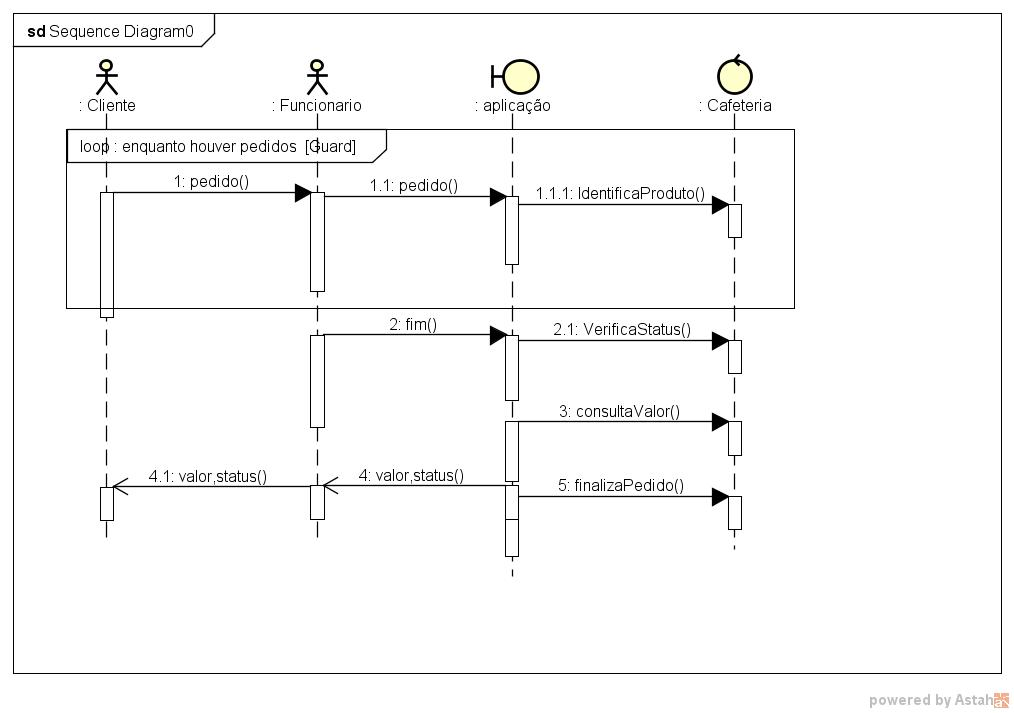 sd Sequence Diagram0
: Cliente
: Funcionario
: aplicação
: Cafeteria
loop : enquanto houver pedidos [Guard]
1: pedido()
1.1: pedido()
1.1.1: IdentificaProduto()
2: fim()
2.1: VerificaStatus()
3: consultaValor()
4.1: valor,status()
4: valor,status()
5: finalizaPedido()
powered by Astah